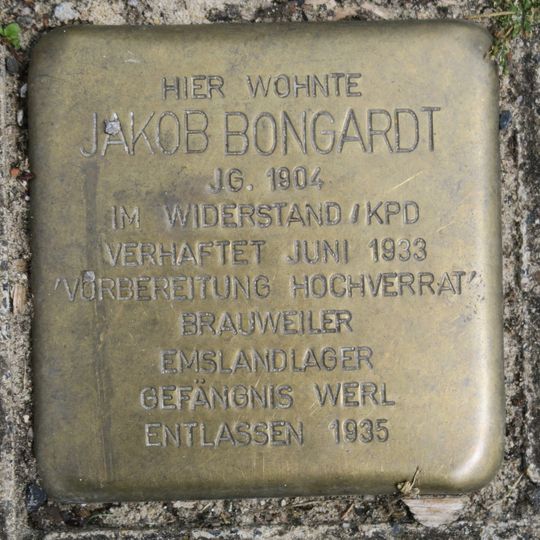 HIER WOHNTE
JAKOB BONGARDT
JG. 1904
IM WIDERSTAND/KPD
VERHAFTET JUNI 1933
'VORBEREITUNG HOCHVERRAT'
BRAUWEILER
EMSLANDLAGER
GEFÄNGNIS WERL
ENTLASSEN 1935